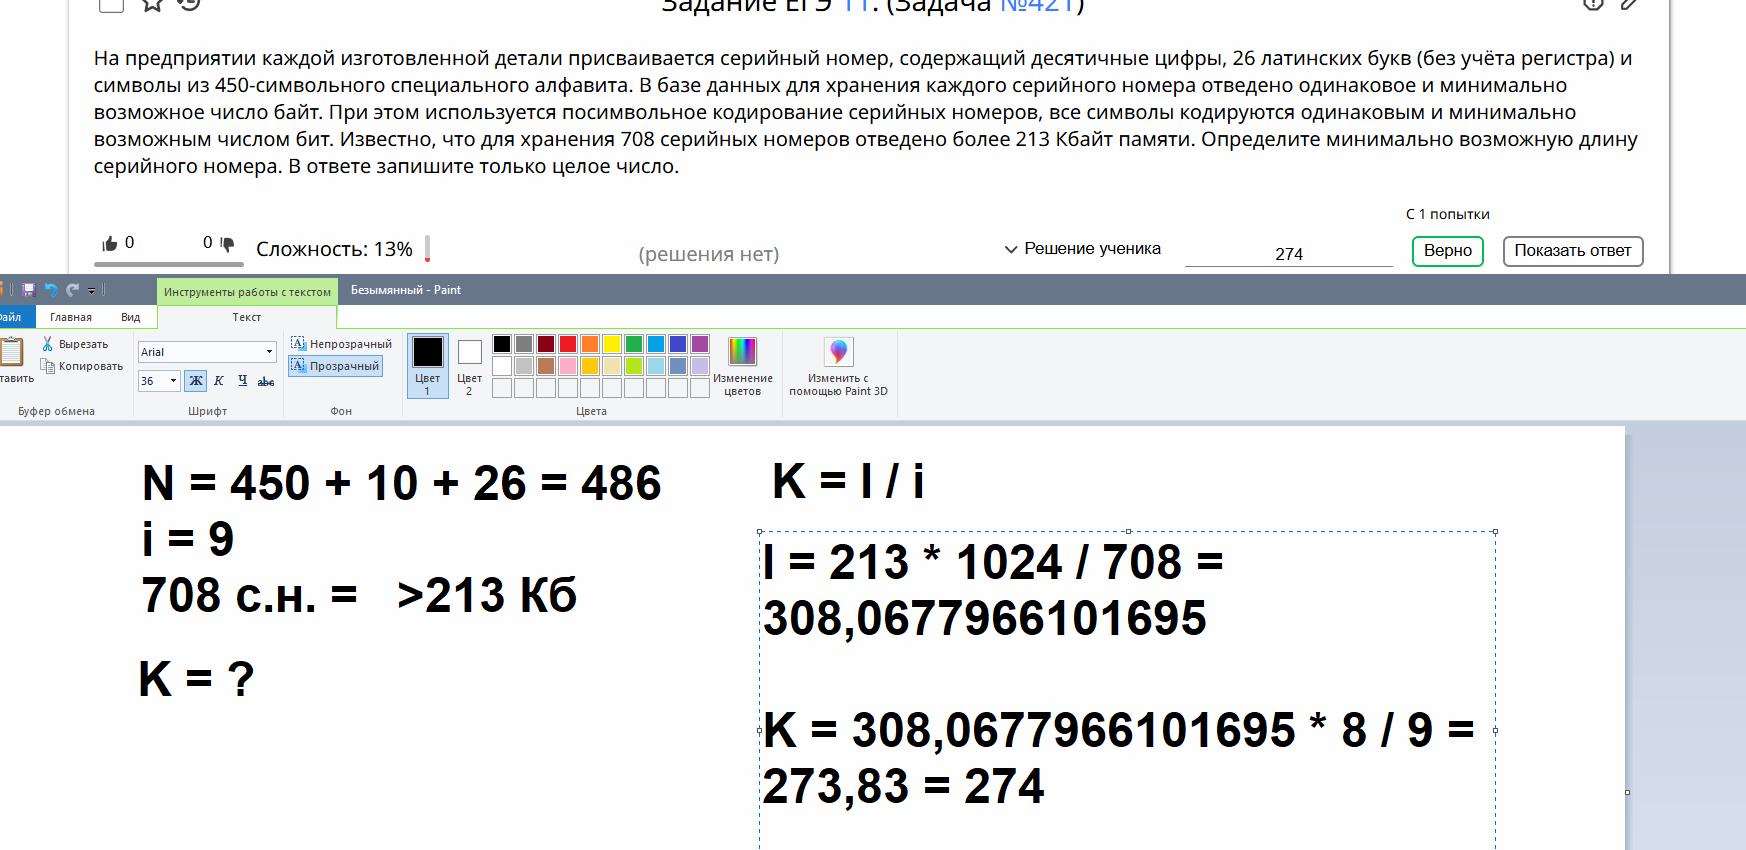 Задание ЕГЭ 11. (Задача №421)
На предприятии каждой изготовленной детали присваивается серийный номер, содержащий десятичные цифры, 26 латинских букв (без учёта регистра) и
символы из 450-символьного специального алфавита. В базе данных для хранения каждого серийного номера отведено одинаковое и минимально
возможное число байт. При этом используется посимвольное кодирование серийных номеров, все символы кодируются одинаковым и минимально
возможным числом бит. Известно, что для хранения 708 серийных номеров отведено более 213 Кбайт памяти. Определите минимально возможную длину
серийного номера. В ответе запишите только целое число.
С 1 попытки
0 0 Сложность: 13% (решения нет) Решение ученика 274 Верно Показать ответ
Инструменты работы с текстом Безымянный - Paint
Файл Главная Вид Текст
Вырезать
Копировать
тавить
Буфер обмена
Arial
36 Ж К Ч abc
Шрифт
Непрозрачный
Прозрачный
Фон
Цвет
1
Цвет
2
Цвета
Изменение
цветов
Изменить с
помощью Paint 3D
N = 450 + 10 + 26 = 486
i = 9
708 с.н. = >213 Кб
K = ?
K = I / i
I = 213 * 1024 / 708 =
308,0677966101695
K = 308,0677966101695 * 8 / 9 =
273,83 = 274